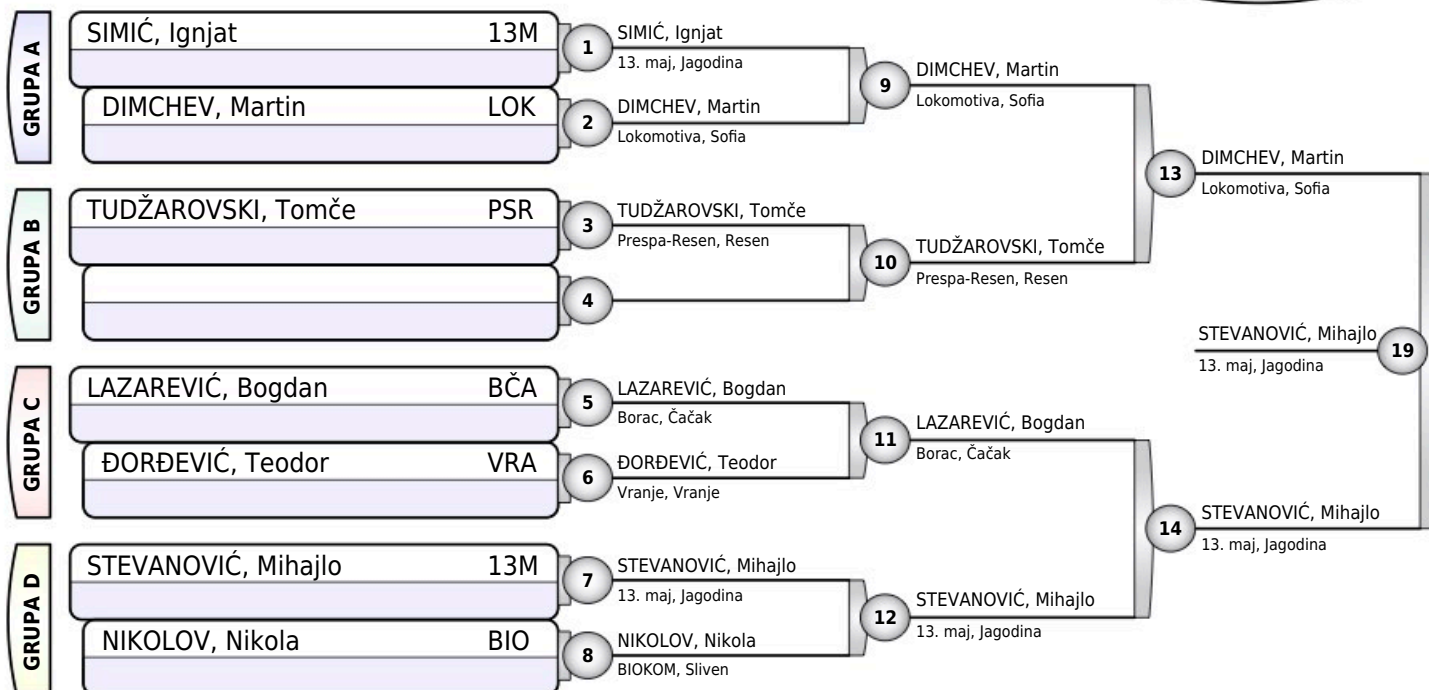 GRUPA A
SIMIĆ, Ignjat 13M
DIMCHEV, Martin LOK
GRUPA B
TUDŽAROVSKI, Tomče PSR
GRUPA C
LAZAREVIĆ, Bogdan BČA
ĐORĐEVIĆ, Teodor VRA
GRUPA D
STEVANOVIĆ, Mihajlo 13M
NIKOLOV, Nikola BIO
1 SIMIĆ, Ignjat
13. maj, Jagodina
2 DIMCHEV, Martin
Lokomotiva, Sofia
3 TUDŽAROVSKI, Tomče
Prespa-Resen, Resen
4
5 LAZAREVIĆ, Bogdan
Borac, Čačak
6 ĐORĐEVIĆ, Teodor
Vranje, Vranje
7 STEVANOVIĆ, Mihajlo
13. maj, Jagodina
8 NIKOLOV, Nikola
BIOKOM, Sliven
9 DIMCHEV, Martin
Lokomotiva, Sofia
10 TUDŽAROVSKI, Tomče
Prespa-Resen, Resen
11 LAZAREVIĆ, Bogdan
Borac, Čačak
12 STEVANOVIĆ, Mihajlo
13. maj, Jagodina
13 DIMCHEV, Martin
Lokomotiva, Sofia
14 STEVANOVIĆ, Mihajlo
13. maj, Jagodina
STEVANOVIĆ, Mihajlo 19
13. maj, Jagodina